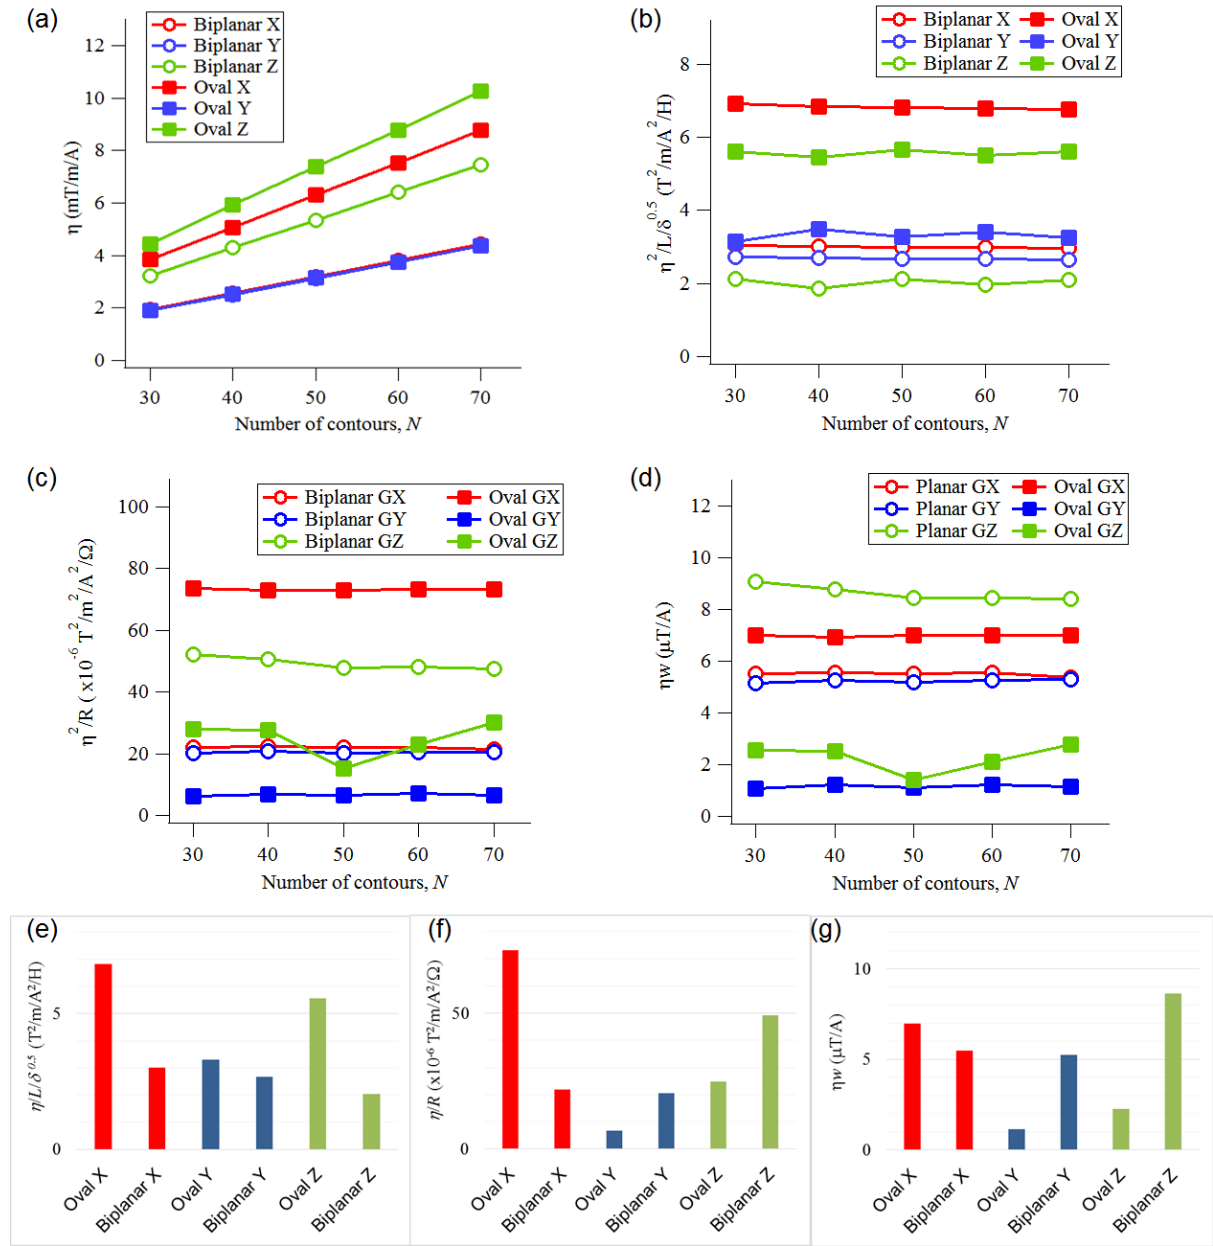 (a)
Biplanar X
Biplanar Y
Biplanar Z
Oval X
Oval Y
Oval Z
12
10
8
6
4
2
0
η (mT/m/A)
30 40 50 60 70
Number of contours, N
(b)
Biplanar X Oval X
Biplanar Y Oval Y
Biplanar Z Oval Z
8
6
4
2
0
η²/L/δ^0.5 (T²/m/A²/H)
30 40 50 60 70
Number of contours, N
(c)
Biplanar GX Oval GX
Biplanar GY Oval GY
Biplanar GZ Oval GZ
100
80
60
40
20
0
η²/R ( x10⁻⁶ T²/m²/A²/Ω)
30 40 50 60 70
Number of contours, N
(d)
Planar GX Oval GX
Planar GY Oval GY
Planar GZ Oval GZ
12
10
8
6
4
2
0
ηw (μT/A)
30 40 50 60 70
Number of contours, N
(e)
5
0
η/L/δ^0.5 (T²/m/A²/H)
Oval X Biplanar X Oval Y Biplanar Y Oval Z Biplanar Z
(f)
50
0
η/R (x10⁻⁶ T²/m/A²/Ω)
Oval X Biplanar X Oval Y Biplanar Y Oval Z Biplanar Z
(g)
10
5
0
ηw (μT/A)
Oval X Biplanar X Oval Y Biplanar Y Oval Z Biplanar Z